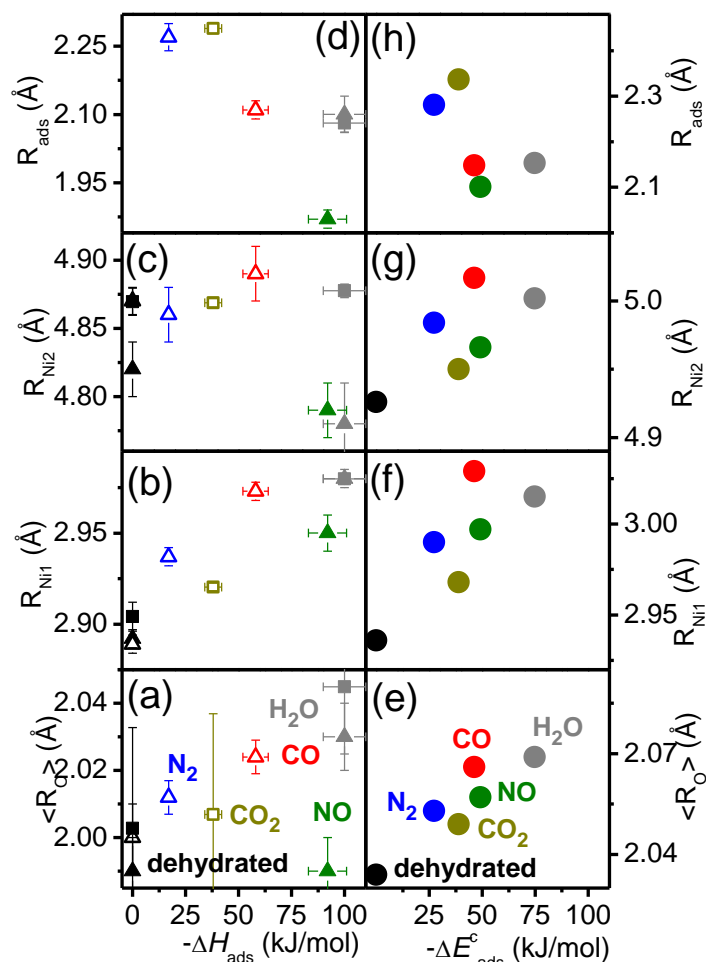 R_ads (Å)
2.25
2.10
1.95
(d)
(h)
2.3
2.1
R_ads (Å)
R_Ni2 (Å)
4.90
4.85
4.80
(c)
(g)
5.0
4.9
R_Ni2 (Å)
R_Ni1 (Å)
2.95
2.90
(b)
(f)
3.00
2.95
R_Ni1 (Å)
<R_O> (Å)
2.04
2.02
2.00
(a)
N₂
CO₂
CO
H₂O
NO
dehydrated
(e)
N₂
CO
CO₂
NO
H₂O
dehydrated
2.07
2.04
<R_O> (Å)
0 25 50 75 100
25 50 75 100
-ΔH_ads (kJ/mol)
-ΔE^c_ads (kJ/mol)